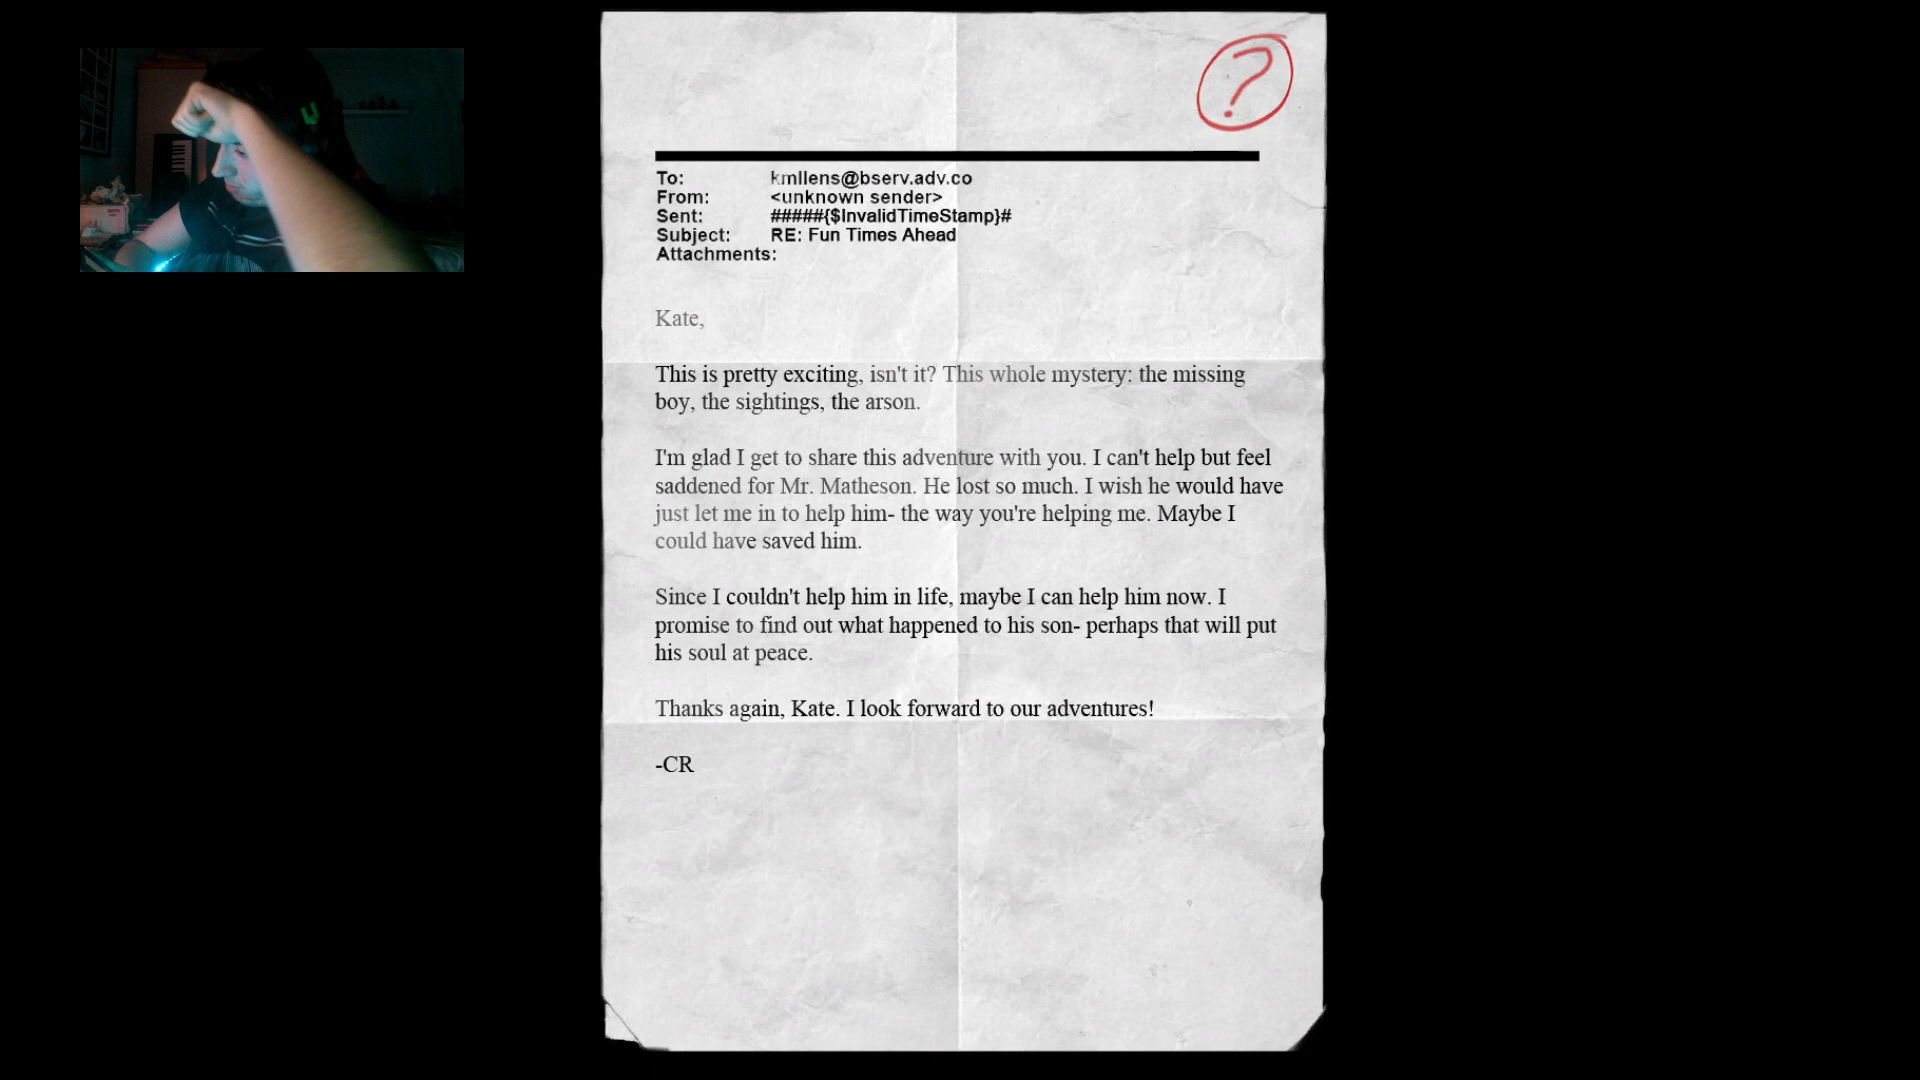 ?
To: kmllens@bserv.adv.co
From: <unknown sender>
Sent: #####{$InvalidTimeStamp}#
Subject: RE: Fun Times Ahead
Attachments:
Kate,
This is pretty exciting, isn't it? This whole mystery: the missing
boy, the sightings, the arson.
I'm glad I get to share this adventure with you. I can't help but feel
saddened for Mr. Matheson. He lost so much. I wish he would have
just let me in to help him- the way you're helping me. Maybe I
could have saved him.
Since I couldn't help him in life, maybe I can help him now. I
promise to find out what happened to his son- perhaps that will put
his soul at peace.
Thanks again, Kate. I look forward to our adventures!
-CR